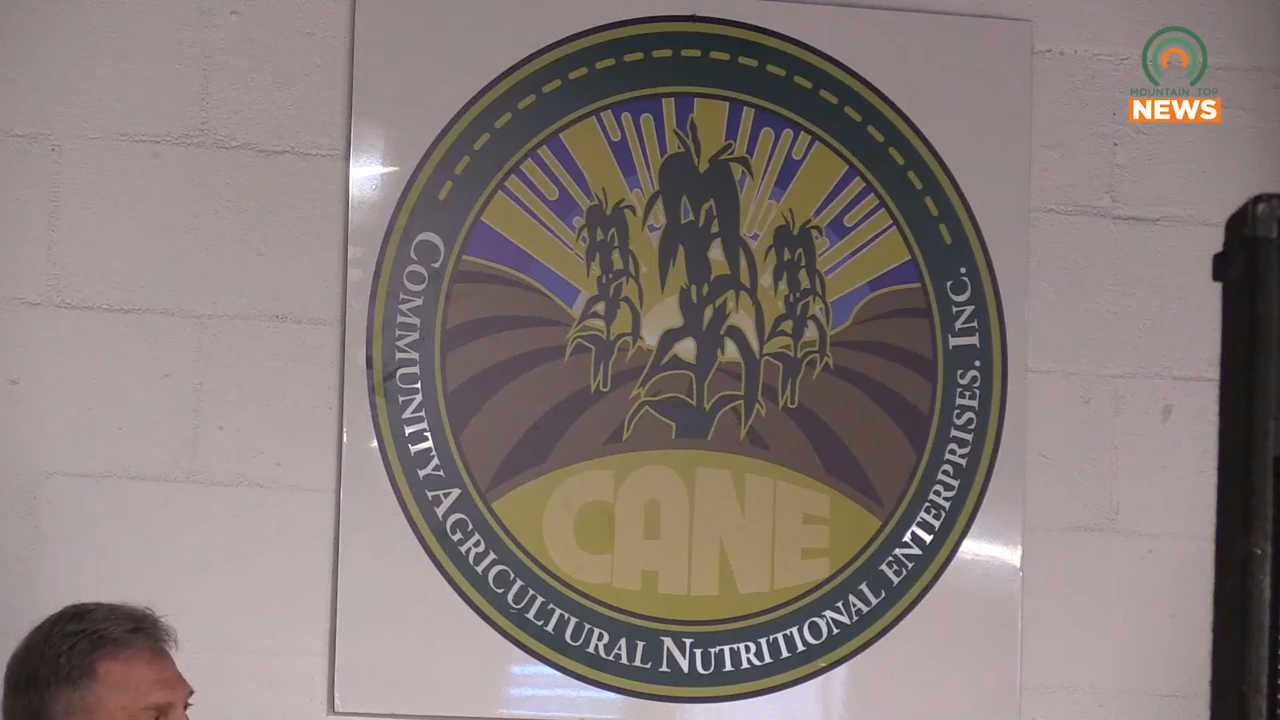 MOUNTAIN TOP
NEWS
COMMUNITY AGRICULTURAL NUTRITIONAL ENTERPRISES. INC.
CANE